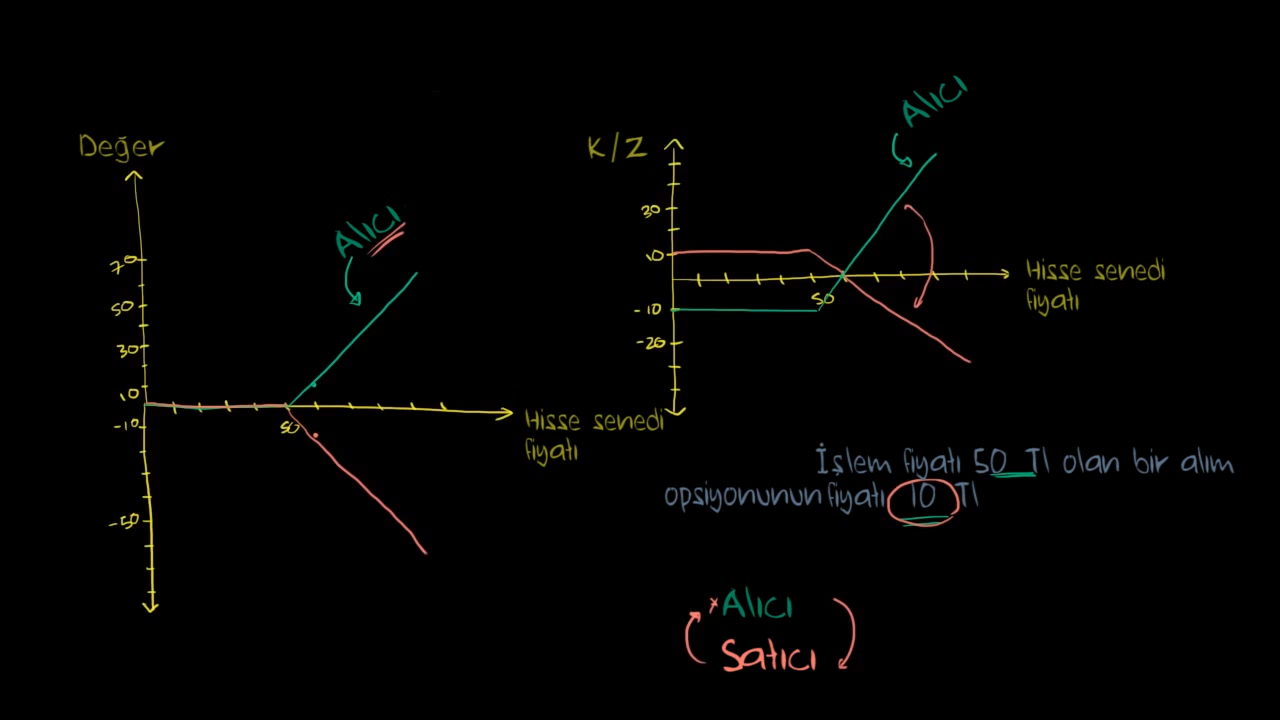 Değer
70
50
30
10
-10
-50
50
Alıcı
Hisse senedi
fiyatı
K/Z
30
10
-10
-20
50
Alıcı
Hisse senedi
fiyatı
İşlem fiyatı 50 Tl olan bir alım
opsiyonunun fiyatı 10 Tl
*Alıcı
Satıcı